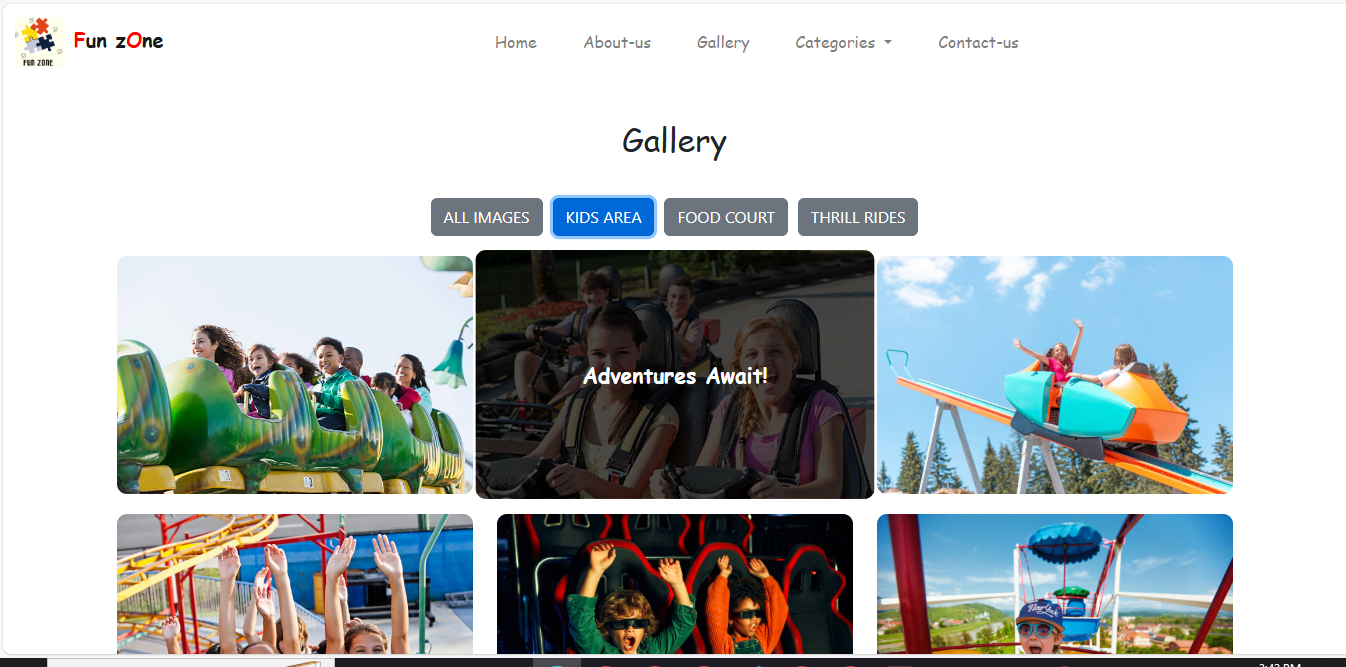 FUN ZONE
Fun zOne
Home About-us Gallery Categories Contact-us
Gallery
ALL IMAGES KIDS AREA FOOD COURT THRILL RIDES
Adventures Await!